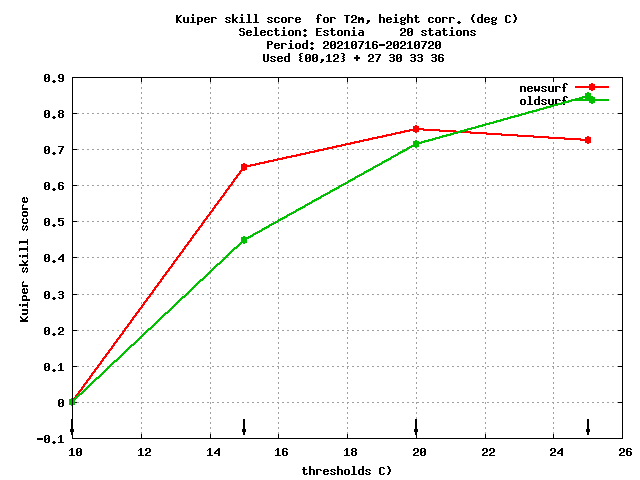 Kuiper skill score  for T2m, height corr. (deg C)
Selection: Estonia     20 stations
Period: 20210716-20210720
Used {00,12} + 27 30 33 36
newsurf
oldsurf
0.9
0.8
0.7
0.6
0.5
0.4
0.3
0.2
0.1
0
-0.1
Kuiper skill score
10 12 14 16 18 20 22 24 26
thresholds C)